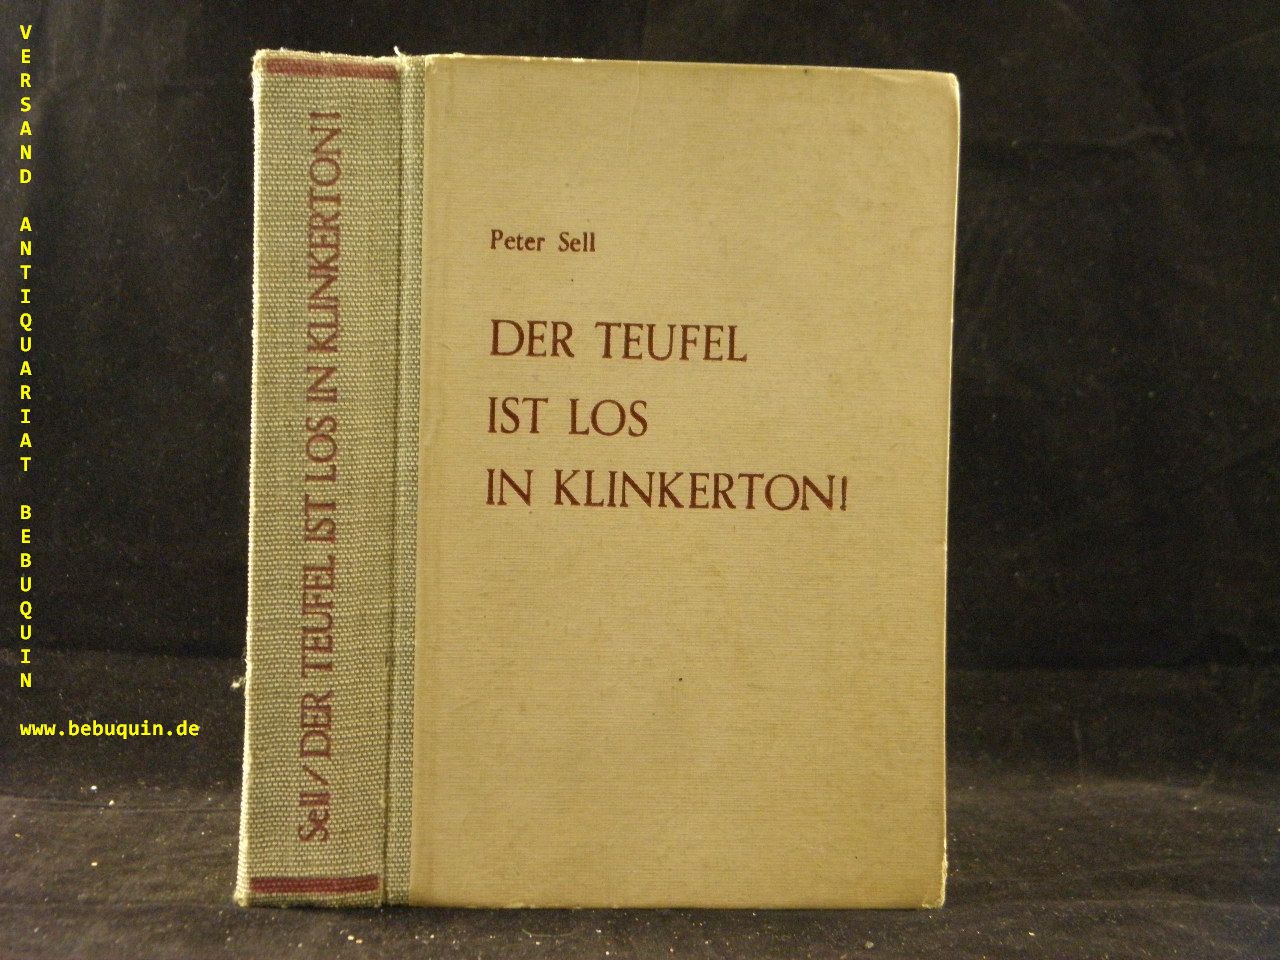 VERSAND ANTIQUARIAT BEBUQUIN
www.bebuquin.de
Sell/DER TEUFEL IST LOS IN KLINKERTON!
Peter Sell
DER TEUFEL
IST LOS
IN KLINKERTON!